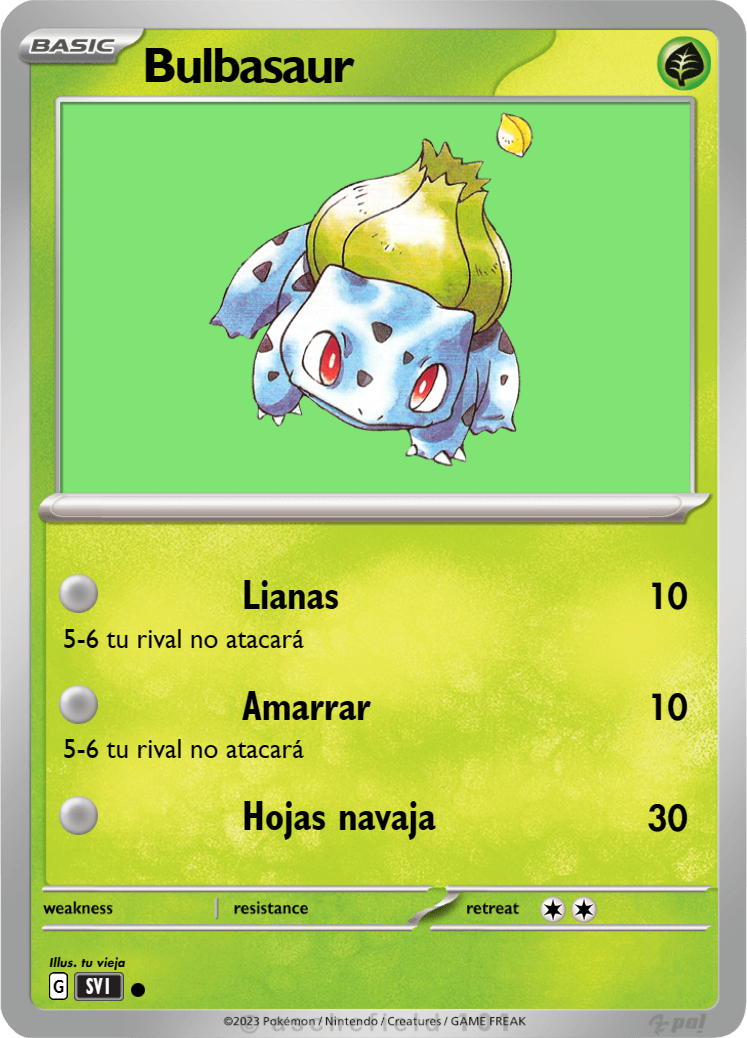 BASIC
Bulbasaur
Lianas 10
5-6 tu rival no atacará
Amarrar 10
5-6 tu rival no atacará
Hojas navaja 30
weakness resistance retreat
Illus. tu vieja
G SVI
©2023 Pokémon / Nintendo / Creatures / GAME FREAK